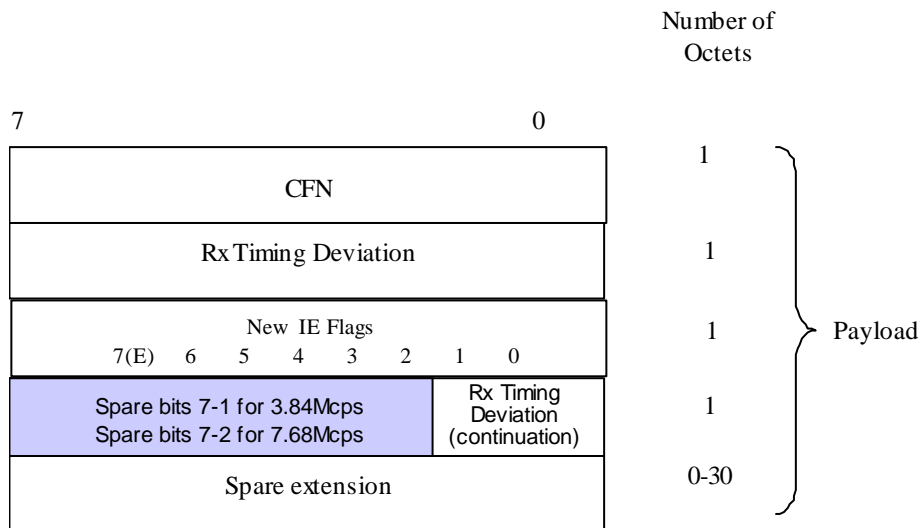 Number of
Octets
7 0
CFN 1
Rx Timing Deviation 1
New IE Flags
7(E) 6 5 4 3 2 1 0
1
Payload
Spare bits 7-1 for 3.84Mcps
Spare bits 7-2 for 7.68Mcps
Rx Timing
Deviation
(continuation)
1
Spare extension 0-30